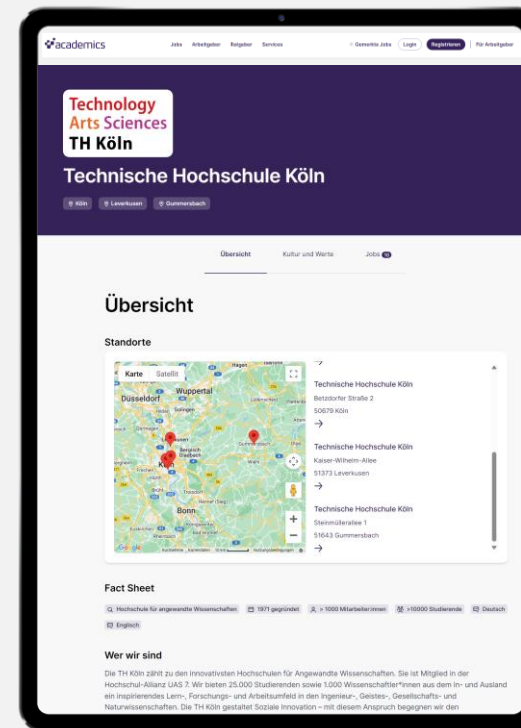 academics
Jobs Arbeitgeber Ratgeber Services Gemerkte Jobs Login Registrieren Für Arbeitgeber
Technology
Arts Sciences
TH Köln
Technische Hochschule Köln
Köln Leverkusen Gummersbach
Übersicht Kultur und Werte Jobs
Übersicht
Standorte
Karte Satellit
Hagen
Wuppertal
Düsseldorf
Solingen
Bergisch
Gladbach
Köln
Bonn
Google
Technische Hochschule Köln
Betzdorfer Straße 2
50679 Köln
Technische Hochschule Köln
Kaiser-Wilhelm-Allee
51373 Leverkusen
Technische Hochschule Köln
Steinmüllerallee 1
51643 Gummersbach
Fact Sheet
Hochschule für angewandte Wissenschaften 1971 gegründet > 1000 Mitarbeiter:innen >10000 Studierende Deutsch
Englisch
Wer wir sind
Die TH Köln zählt zu den innovativsten Hochschulen für Angewandte Wissenschaften. Sie ist Mitglied in der
Hochschul-Allianz UAS 7. Wir bieten 25.000 Studierenden sowie 1.000 Wissenschaftler*innen aus dem In- und Ausland
ein inspirierendes Lern-, Forschungs- und Arbeitsumfeld in den Ingenieur-, Geistes-, Gesellschafts- und
Naturwissenschaften. Die TH Köln gestaltet Soziale Innovation – mit diesem Anspruch begegnen wir den